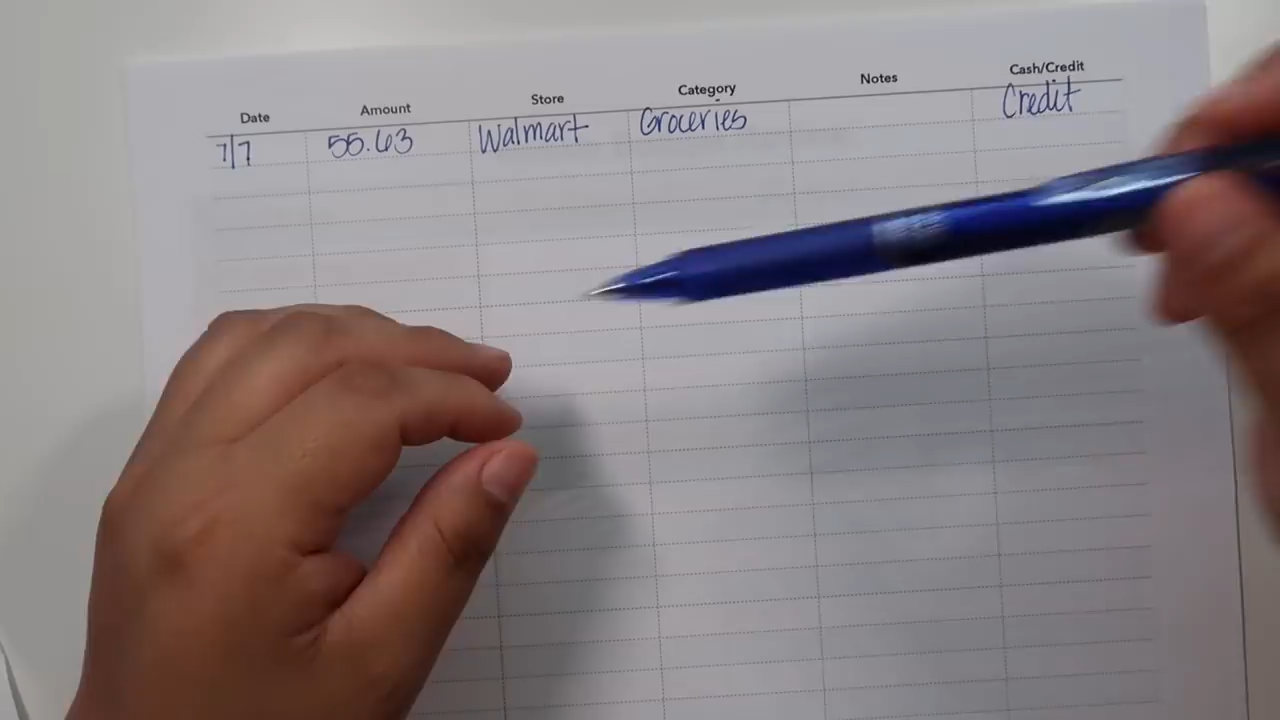 Date Amount Store Category Notes Cash/Credit
7/7 55.63 Walmart Groceries Credit